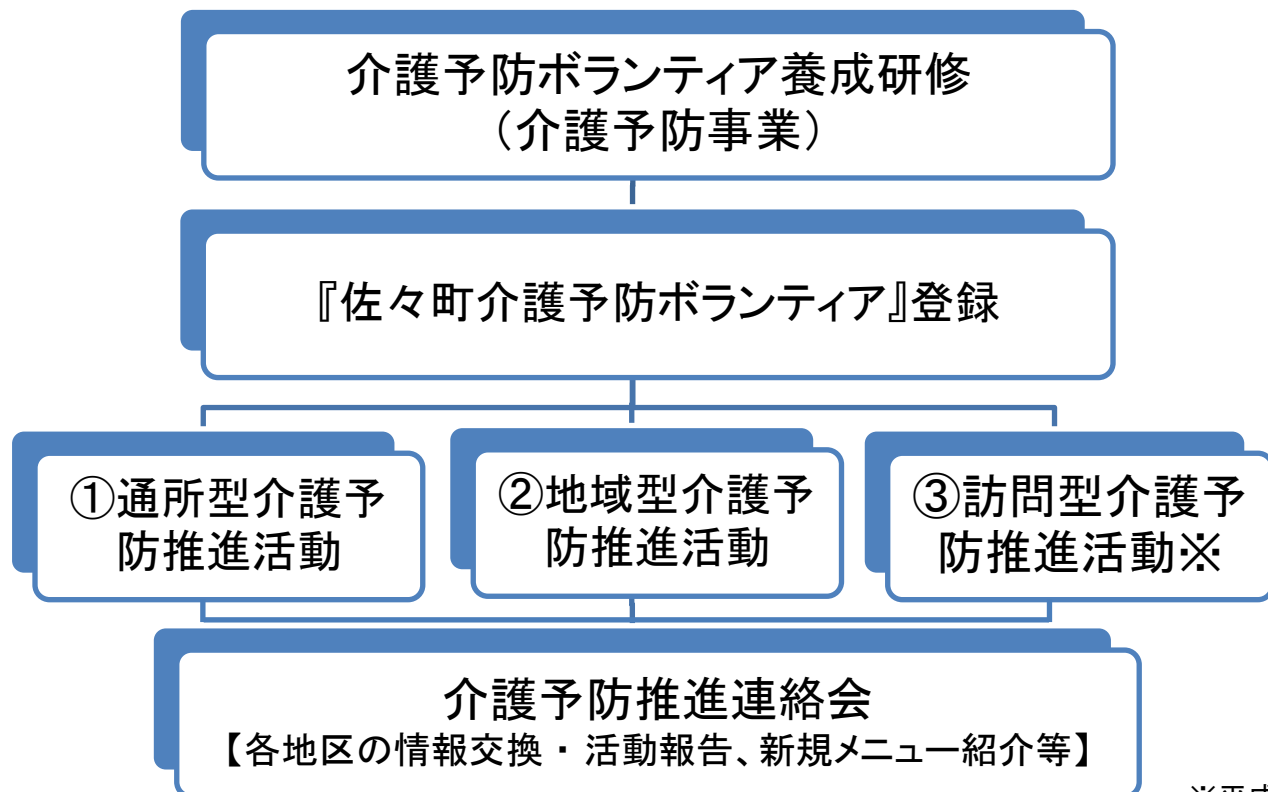 介護予防ボランティア養成研修
（介護予防事業）
『佐々町介護予防ボランティア』登録
①通所型介護予
防推進活動
②地域型介護予
防推進活動
③訪問型介護予
防推進活動※
介護予防推進連絡会
【各地区の情報交換・活動報告、新規メニュー紹介等】
※平成